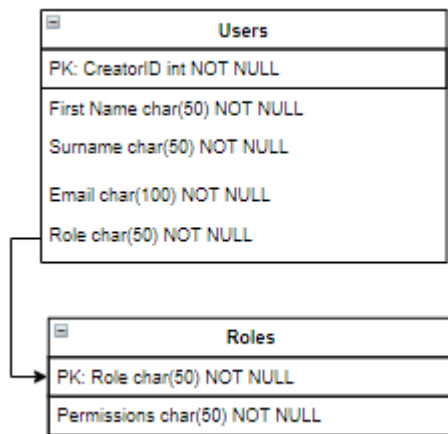 Users
PK: CreatorID int NOT NULL
First Name char(50) NOT NULL
Surname char(50) NOT NULL
Email char(100) NOT NULL
Role char(50) NOT NULL
Roles
PK: Role char(50) NOT NULL
Permissions char(50) NOT NULL